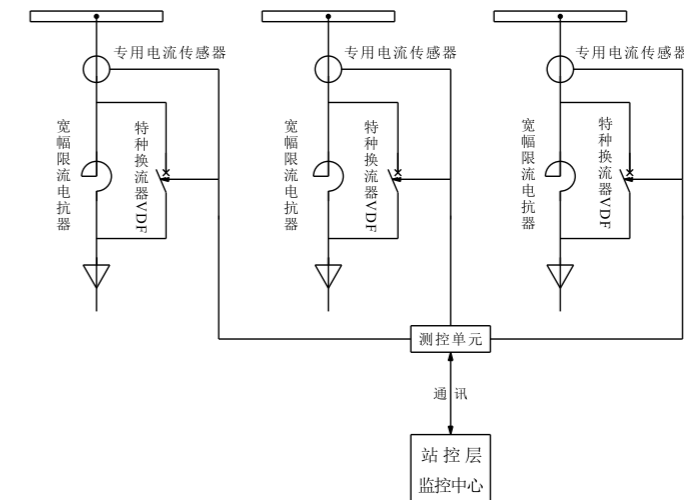 专用电流传感器
专用电流传感器
专用电流传感器
宽幅限流电抗器
特种换流器VDF
宽幅限流电抗器
特种换流器VDF
宽幅限流电抗器
特种换流器VDF
测控单元
通讯
站控层
监控中心